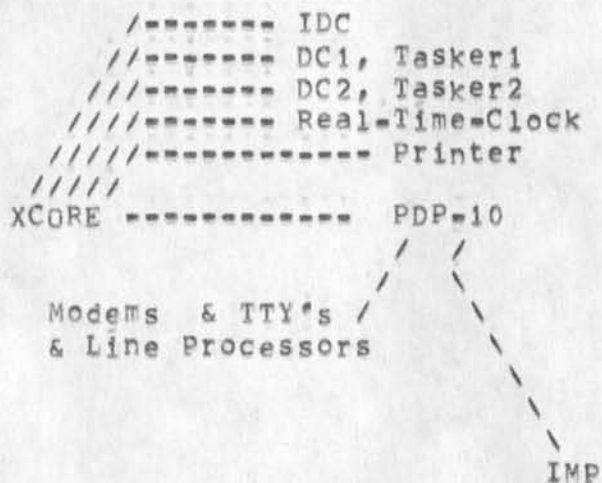 /------- IDC
//------- DC1, Tasker1
///------- DC2, Tasker2
////------- Real-Time-Clock
/////------------ Printer
/////
XCORE ------------- PDP-10
/ /
/ \
Modems & TTY's / \
& Line Processors \
\
\
\
IMP